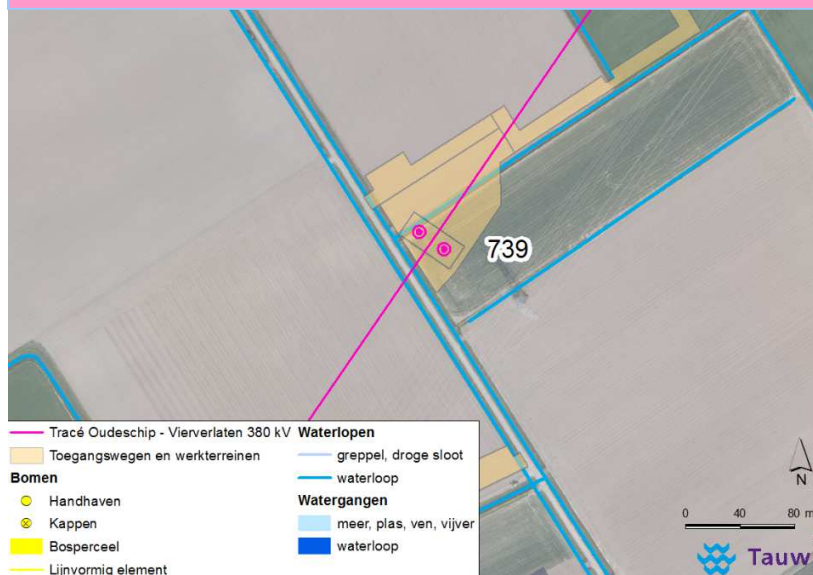 739
Tracé Oudeschip - Vierverlaten 380 kV
Toegangswegen en werkterreinen
Bomen
Handhaven
Kappen
Bosperceel
Lijnvormig element
Waterlopen
greppel, droge sloot
waterloop
Watergangen
meer, plas, ven, vijver
waterloop
N
0 40 80 m
Tauw